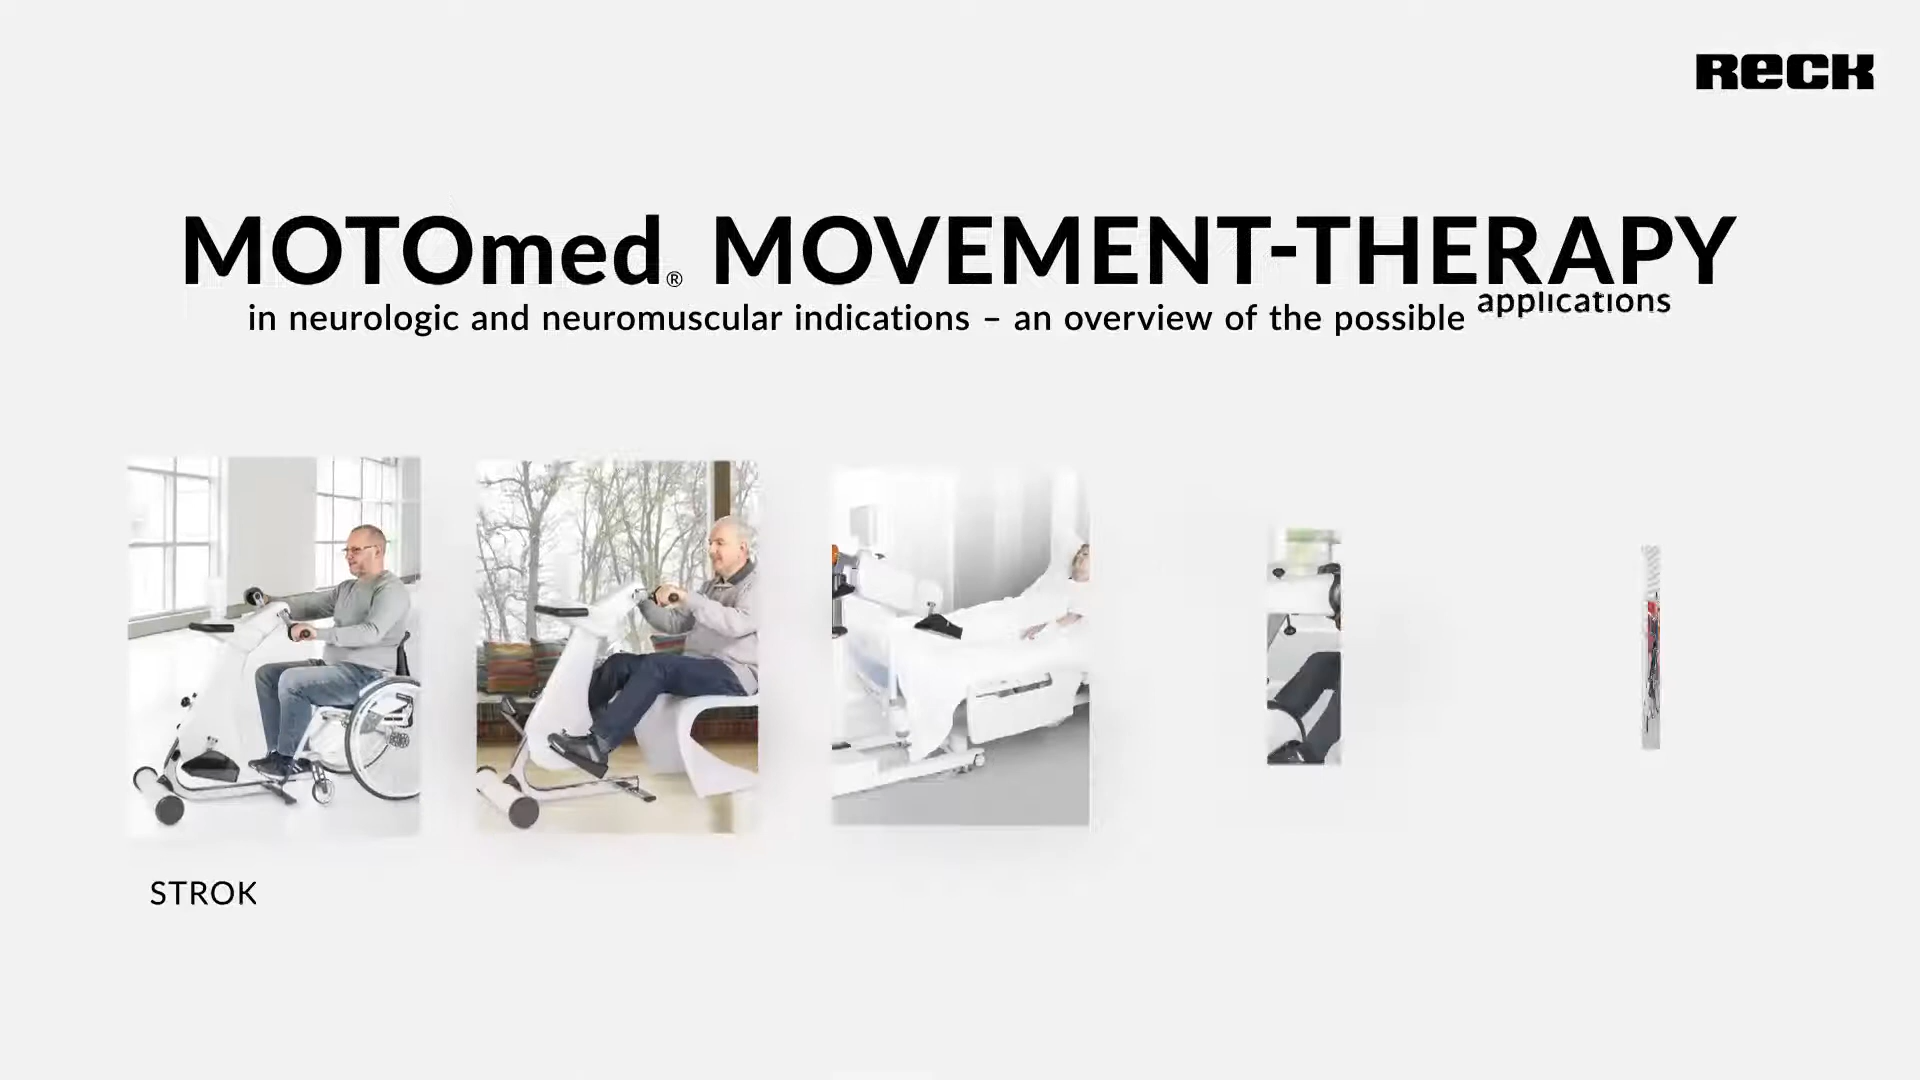 RECK
MOTOmed® MOVEMENT-THERAPY
in neurologic and neuromuscular indications – an overview of the possible applications
STROK